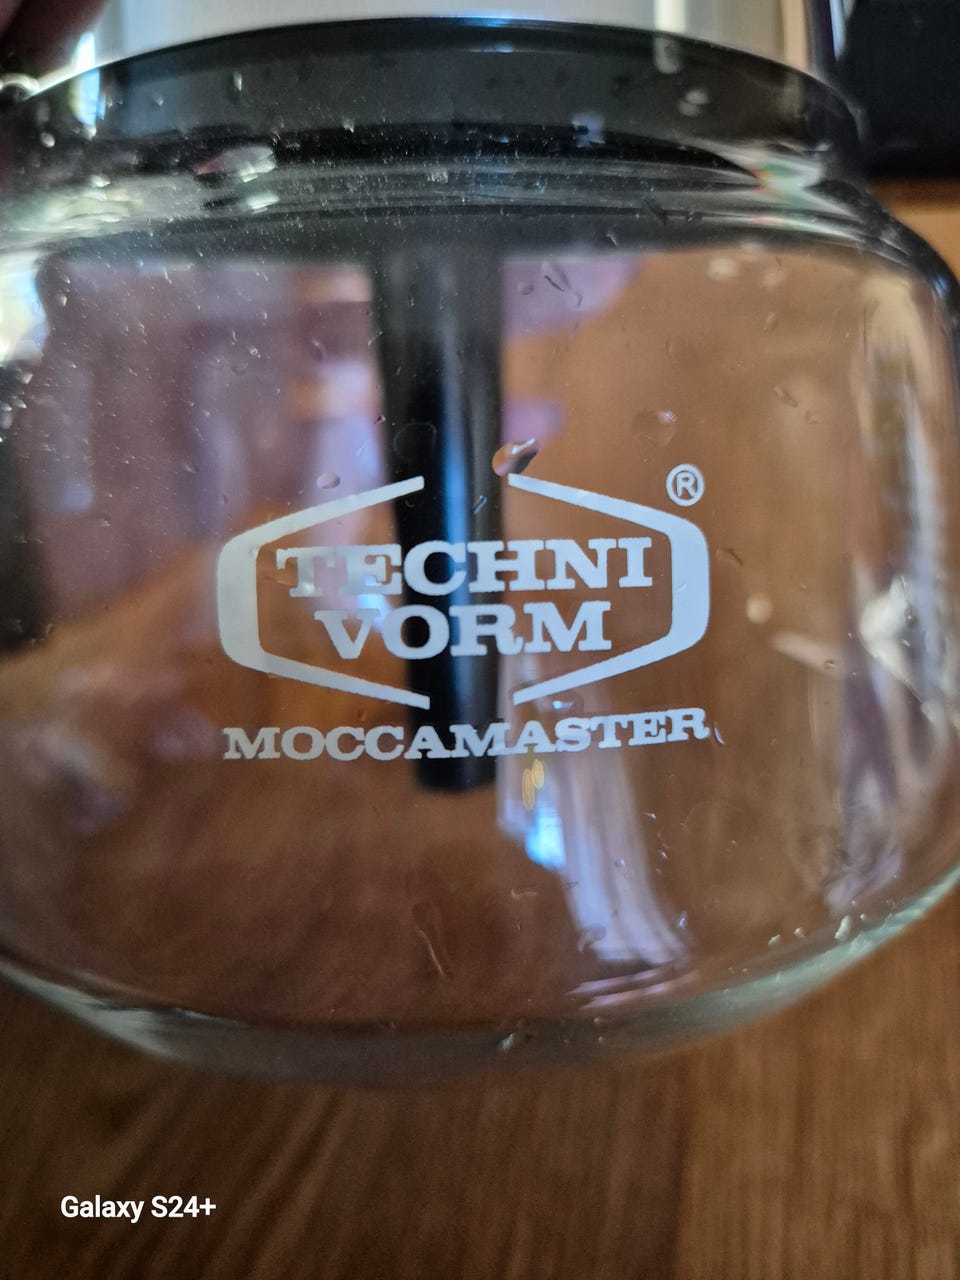 ®
TECHNI
VORM
MOCCAMASTER
Galaxy S24+